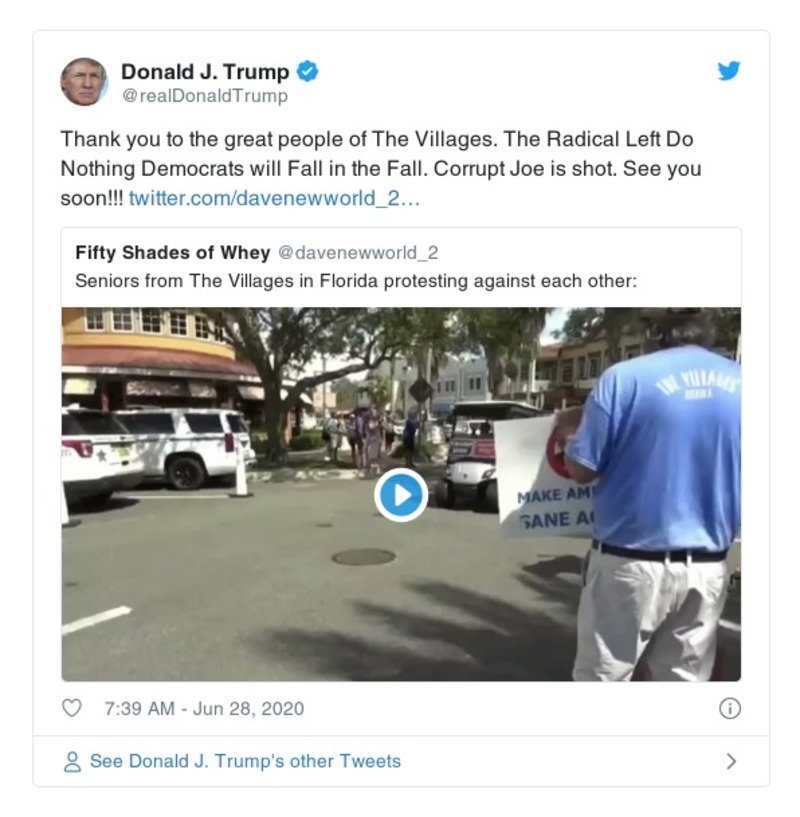 Donald J. Trump
@realDonaldTrump
Thank you to the great people of The Villages. The Radical Left Do
Nothing Democrats will Fall in the Fall. Corrupt Joe is shot. See you
soon!!! twitter.com/davenewworld_2…
Fifty Shades of Whey @davenewworld_2
Seniors from The Villages in Florida protesting against each other:
THE VILLAGES
MAKE AM
SANE A
7:39 AM - Jun 28, 2020
See Donald J. Trump's other Tweets